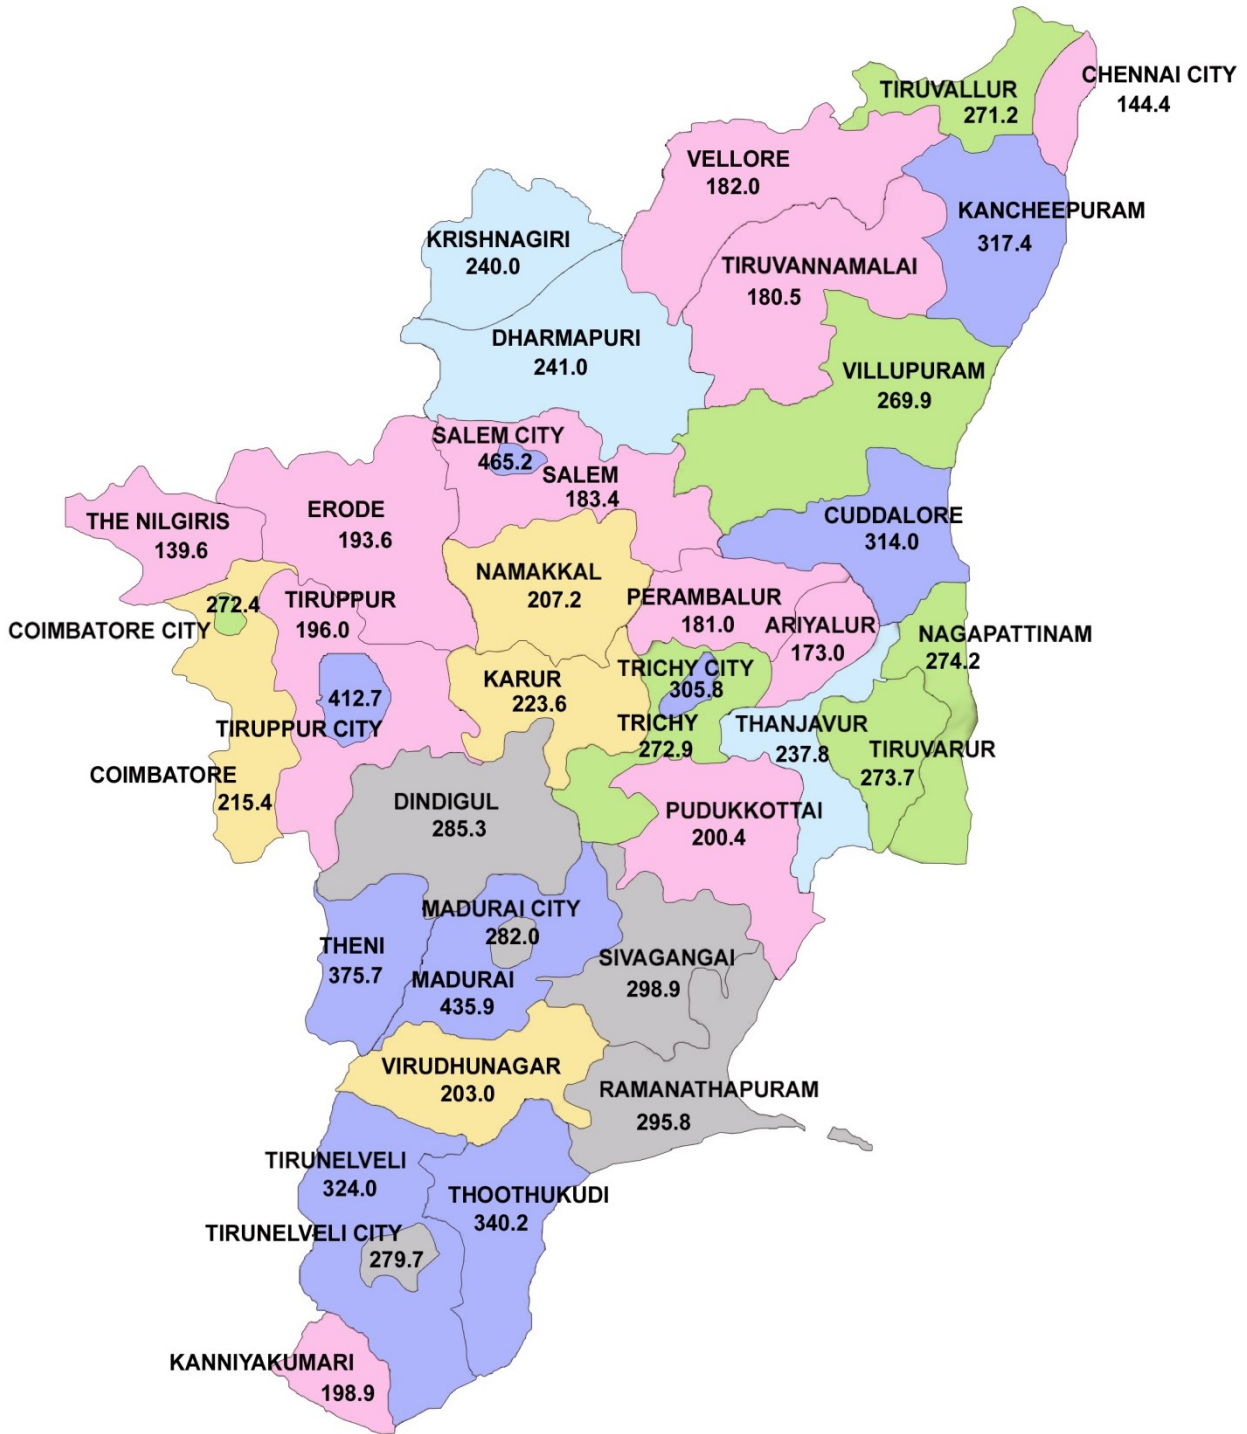 CHENNAI CITY
144.4
TIRUVALLUR
271.2
VELLORE
182.0
KANCHEEPURAM
317.4
KRISHNAGIRI
240.0
TIRUVANNAMALAI
180.5
DHARMAPURI
241.0
VILLUPURAM
269.9
SALEM CITY
465.2
SALEM
183.4
ERODE
193.6
THE NILGIRIS
139.6
CUDDALORE
314.0
NAMAKKAL
207.2
PERAMBALUR
181.0
ARIYALUR
173.0
272.4
COIMBATORE CITY
TIRUPPUR
196.0
NAGAPATTINAM
274.2
TRICHY CITY
305.8
KARUR
223.6
412.7
TIRUPPUR CITY
TRICHY
272.9
THANJAVUR
237.8
TIRUVARUR
273.7
COIMBATORE
215.4
DINDIGUL
285.3
PUDUKKOTTAI
200.4
MADURAI CITY
282.0
THENI
375.7
SIVAGANGAI
298.9
MADURAI
435.9
VIRUDHUNAGAR
203.0
RAMANATHAPURAM
295.8
TIRUNELVELI
324.0
THOOTHUKUDI
340.2
TIRUNELVELI CITY
279.7
KANNIYAKUMARI
198.9